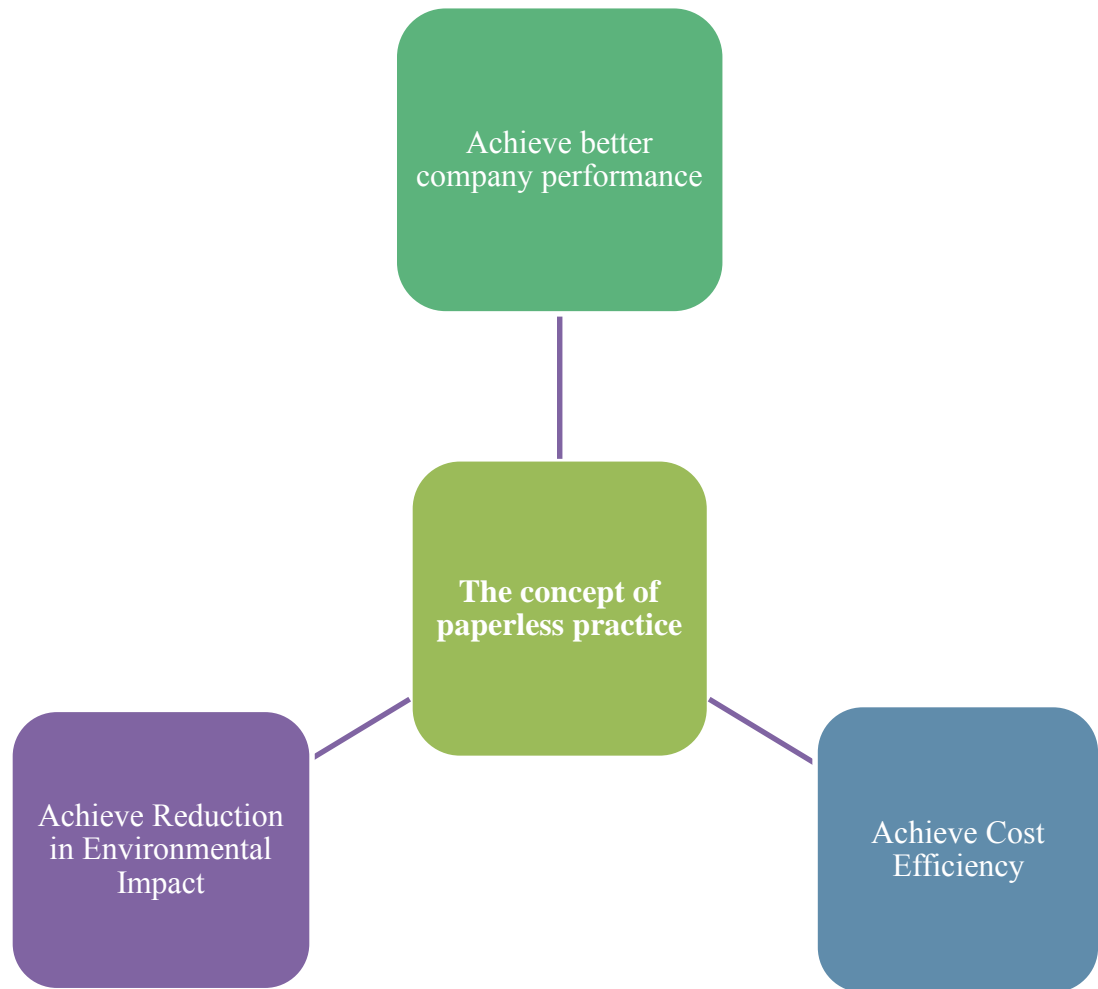 Achieve better
company performance
The concept of
paperless practice
Achieve Reduction
in Environmental
Impact
Achieve Cost
Efficiency